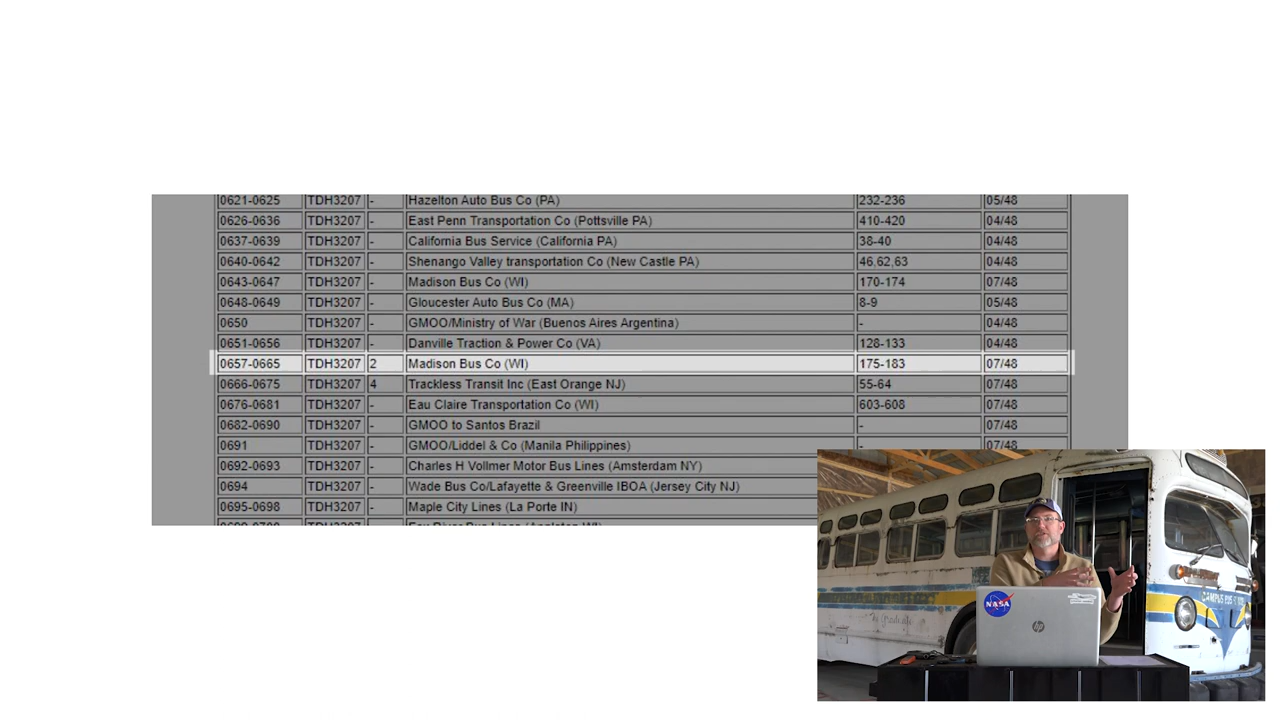 0621-0625 TDH3207 - Hazelton Auto Bus Co (PA) 232-236 05/48
0626-0636 TDH3207 - East Penn Transportation Co (Pottsville PA) 410-420 04/48
0637-0639 TDH3207 - California Bus Service (California PA) 38-40 04/48
0640-0642 TDH3207 - Shenango Valley transportation Co (New Castle PA) 46,62,63 04/48
0643-0647 TDH3207 - Madison Bus Co (WI) 170-174 07/48
0648-0649 TDH3207 - Gloucester Auto Bus Co (MA) 8-9 05/48
0650 TDH3207 - GMOO/Ministry of War (Buenos Aires Argentina) - 04/48
0651-0656 TDH3207 - Danville Traction & Power Co (VA) 128-133 04/48
0657-0665 TDH3207 2 Madison Bus Co (WI) 175-183 07/48
0666-0675 TDH3207 4 Trackless Transit Inc (East Orange NJ) 55-64 07/48
0676-0681 TDH3207 - Eau Claire Transportation Co (WI) 603-608 07/48
0682-0690 TDH3207 - GMOO to Santos Brazil - 07/48
0691 TDH3207 - GMOO/Liddel & Co (Manila Philippines) - 07/48
0692-0693 TDH3207 - Charles H Vollmer Motor Bus Lines (Amsterdam NY)
0694 TDH3207 - Wade Bus Co/Lafayette & Greenville IBOA (Jersey City NJ)
0695-0698 TDH3207 - Maple City Lines (La Porte IN)
CAMPUS BUS
NASA
hp